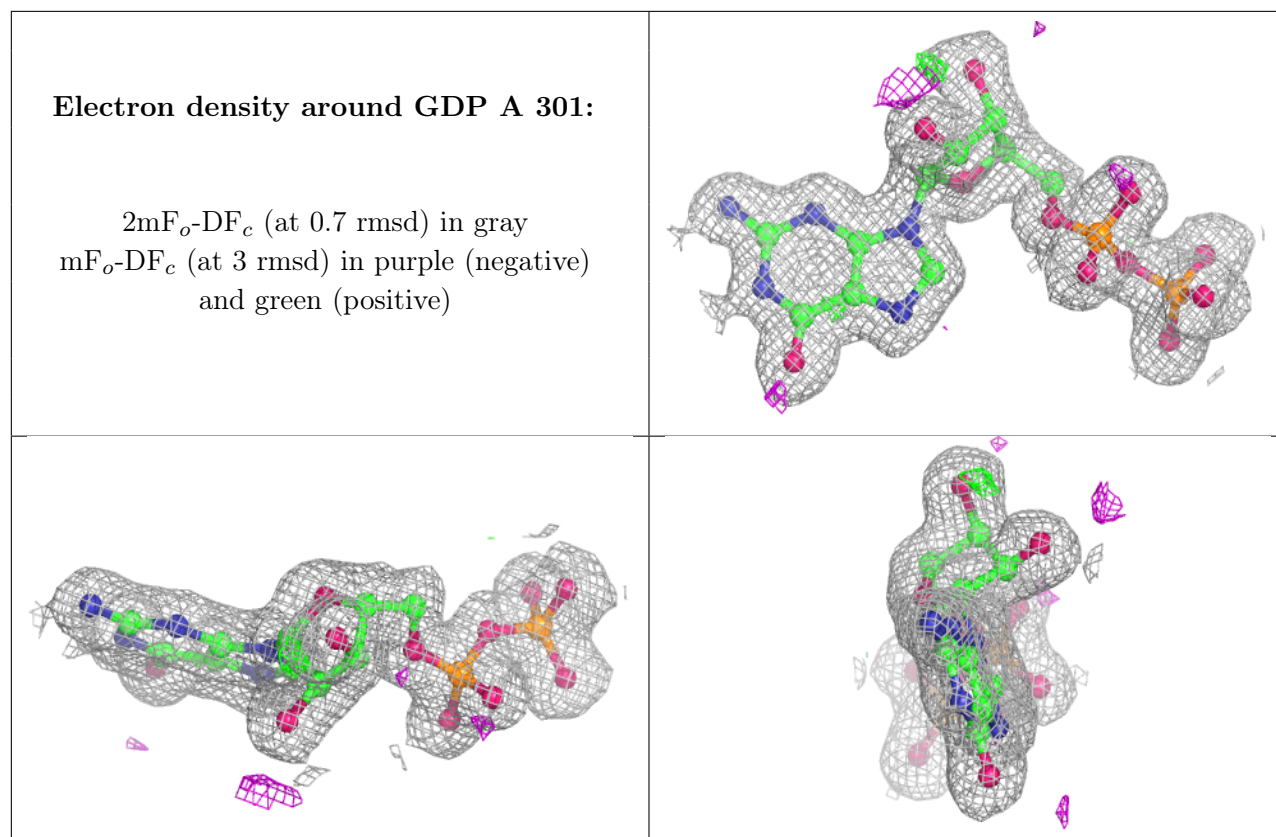 Electron density around GDP A 301:
2mFₒ-DF𝑐 (at 0.7 rmsd) in gray
mFₒ-DF𝑐 (at 3 rmsd) in purple (negative)
and green (positive)